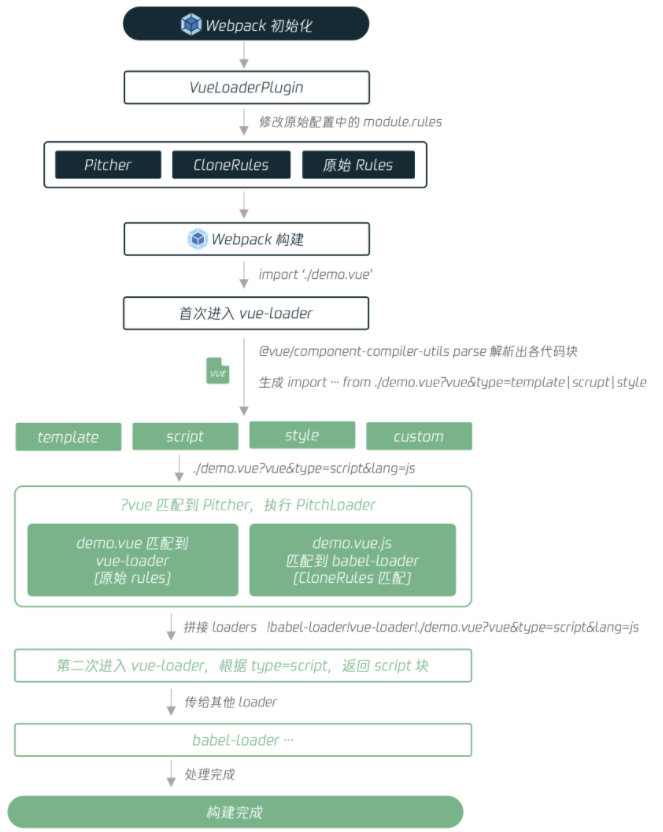 Webpack 初始化
VueLoaderPlugin
修改原始配置中的 module.rules
Pitcher
CloneRules
原始 Rules
Webpack 构建
import ‘./demo.vue’
首次进入 vue-loader
@vue/component-compiler-utils parse 解析出各代码块
VUE
生成 import ··· from ./demo.vue?vue&type=template|scrupt|style
template
script
style
custom
./demo.vue?vue&type=script&lang=js
?vue 匹配到 Pitcher，执行 PitchLoader
demo.vue 匹配到
vue-loader
[原始 rules]
demo.vue.js
匹配到 babel-loader
[CloneRules 匹配]
拼接 loaders !babel-loader!vue-loader!./demo.vue?vue&type=script&lang=js
第二次进入 vue-loader，根据 type=script，返回 script 块
传给其他 loader
babel-loader ···
处理完成
构建完成